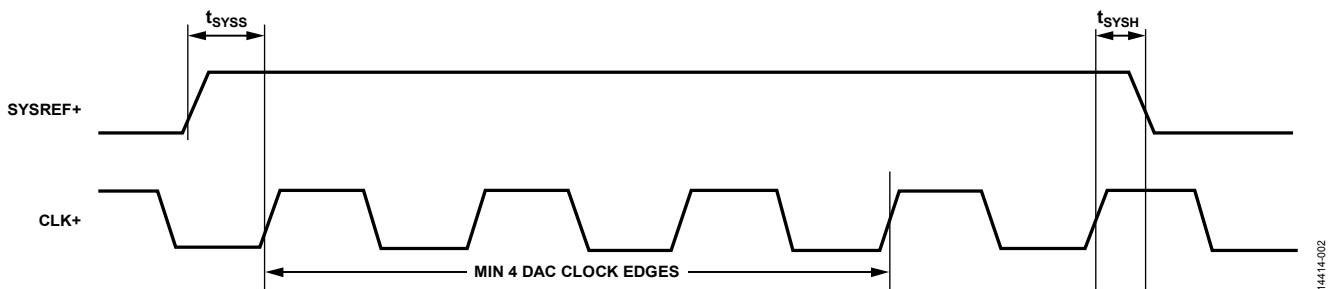 tSYSS
tSYSH
SYSREF+
CLK+
MIN 4 DAC CLOCK EDGES
14414-002